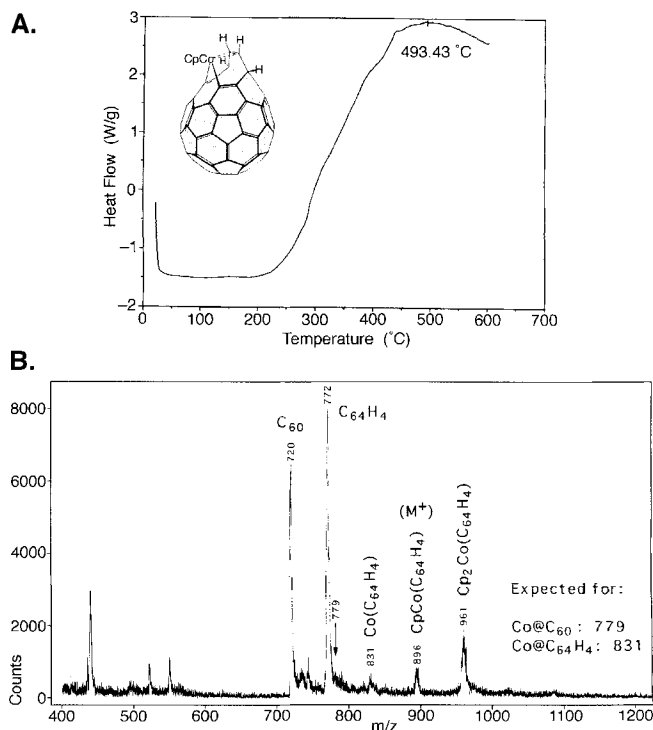 A.
3
2
1
0
−1
−2
Heat Flow (W/g)
H
H
CpCo
H
H
493.43 °C
0
100
200
300
400
500
600
700
Temperature (°C)
B.
8000
6000
4000
2000
0
Counts
C60
720
772
C64H4
779
831 Co(C64H4)
(M+)
896 CpCo(C64H4)
961 Cp2Co(C64H4)
Expected for:
Co@C60 : 779
Co@C64H4 : 831
400
500
600
700
800
900
1000
1100
1200
m/z